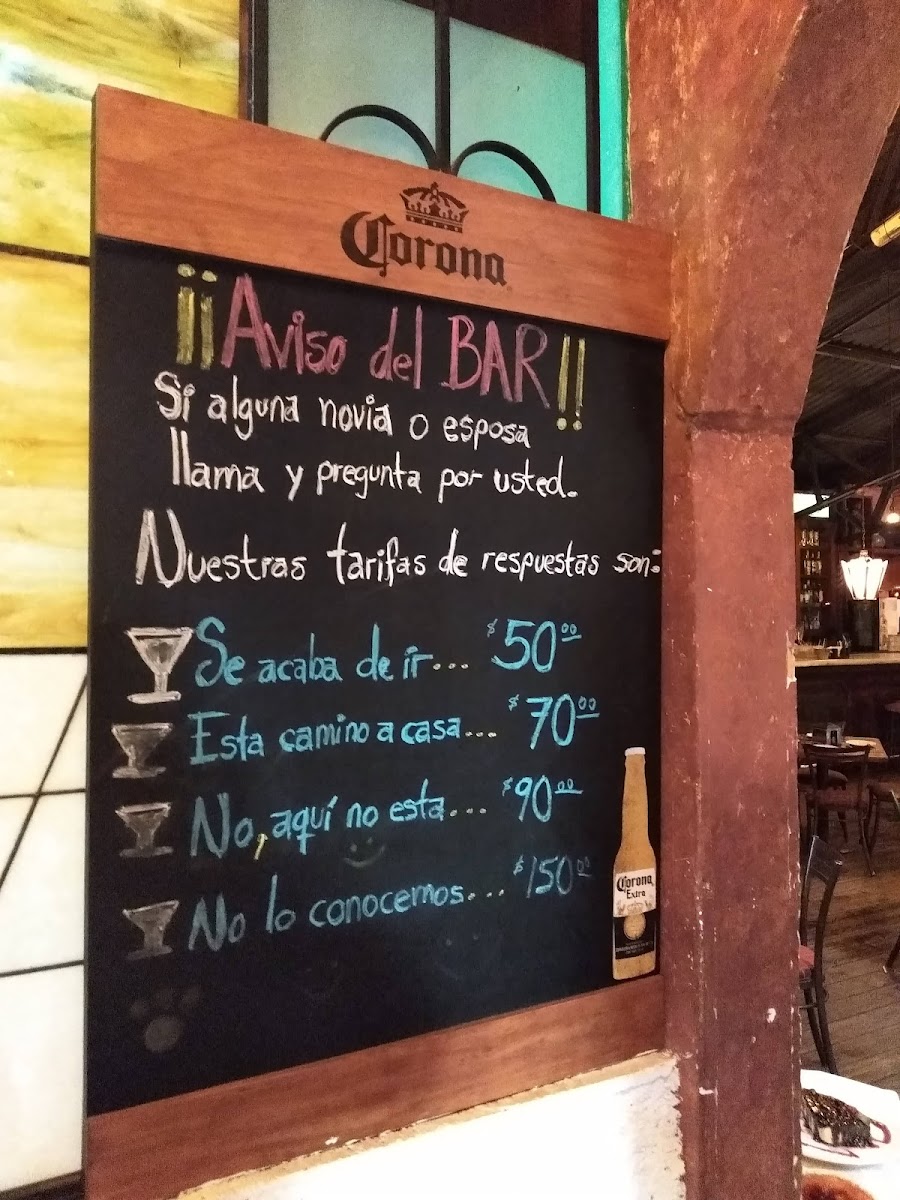 Corona
¡¡Aviso del BAR!!
Si alguna novia o esposa
llama y pregunta por usted.
Nuestras tarifas de respuestas son:
Se acaba de ir... $50.00
Esta camino a casa... $70.00
No, aquí no esta... $90.00
No lo conocemos... $150.00
Corona
Extra